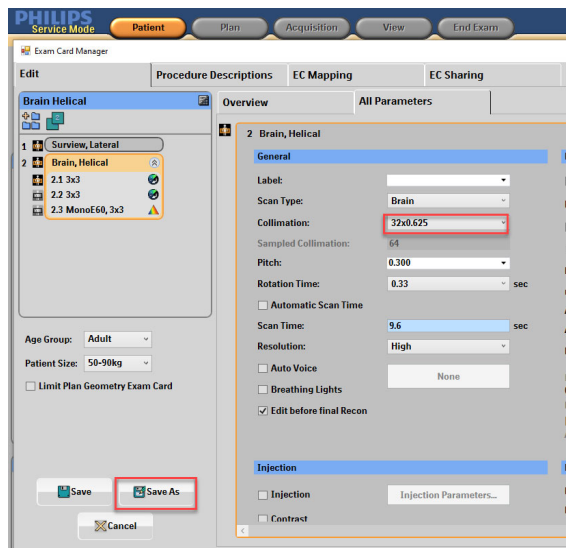 PHILIPS
Service Mode
Patient
Plan
Acquisition
View
End Exam
Exam Card Manager
Edit
Procedure Descriptions
EC Mapping
EC Sharing
Brain Helical
Overview
All Parameters
1 Surview, Lateral
2 Brain, Helical
2.1 3x3
2.2 3x3
2.3 MonoE60, 3x3
2 Brain, Helical
General
Label:
Scan Type: Brain
Collimation: 32x0.625
Sampled Collimation: 64
Pitch: 0.300
Rotation Time: 0.33 sec
Automatic Scan Time
Scan Time: 9.6 sec
Resolution: High
Auto Voice
None
Breathing Lights
Edit before final Recon
Age Group: Adult
Patient Size: 50-90kg
Limit Plan Geometry Exam Card
Save
Save As
Cancel
Injection
Injection
Injection Parameters...
Contrast